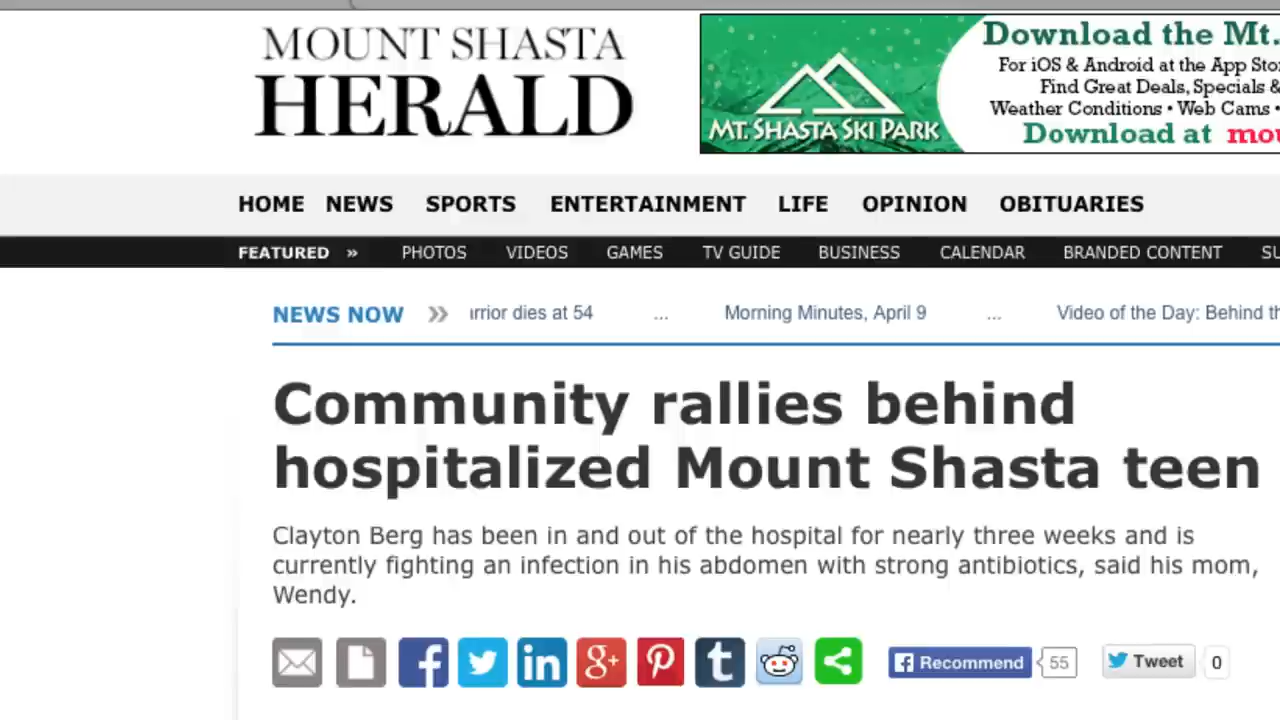 MOUNT SHASTA
HERALD
MT. SHASTA SKI PARK
Download the Mt.
For iOS & Android at the App
Find Great Deals, Specials &
Weather Conditions • Web Cams •
Download at
HOME NEWS SPORTS ENTERTAINMENT LIFE OPINION OBITUARIES
FEATURED » PHOTOS VIDEOS GAMES TV GUIDE BUSINESS CALENDAR BRANDED CONTENT
NEWS NOW » dies at 54 ... Morning Minutes, April 9 ... Video of the Day: Behind
Community rallies behind
hospitalized Mount Shasta teen
Clayton Berg has been in and out of the hospital for nearly three weeks and is
currently fighting an infection in his abdomen with strong antibiotics, said his mom,
Wendy.
f in g+ t Recommend 55 Tweet 0